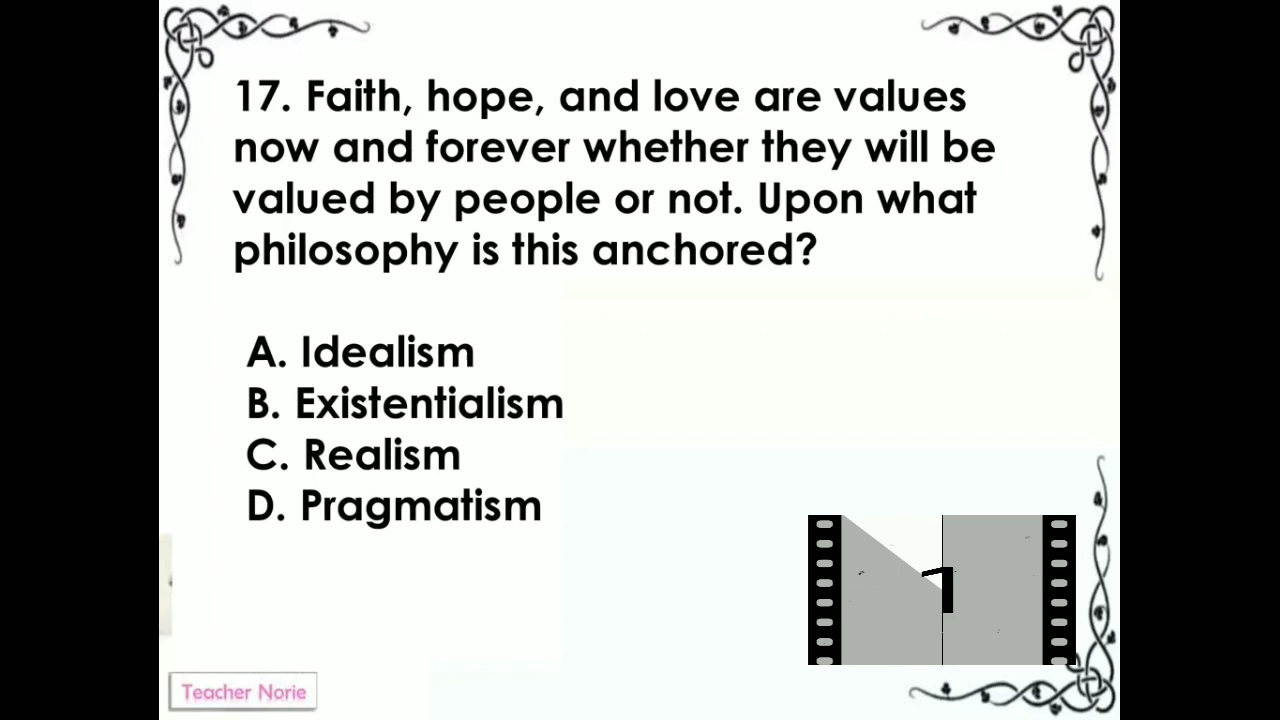 17. Faith, hope, and love are values
now and forever whether they will be
valued by people or not. Upon what
philosophy is this anchored?
A. Idealism
B. Existentialism
C. Realism
D. Pragmatism
1
Teacher Norie